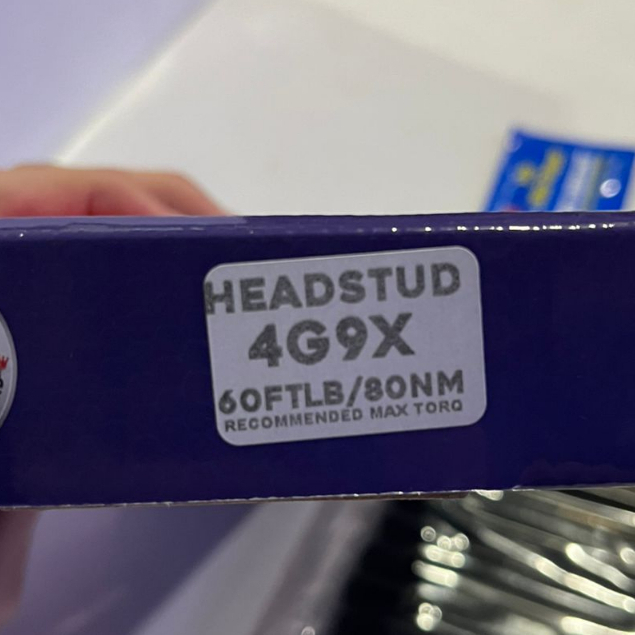 HEADSTUD
4G9X
60FTLB/80NM
RECOMMENDED MAX TORQ